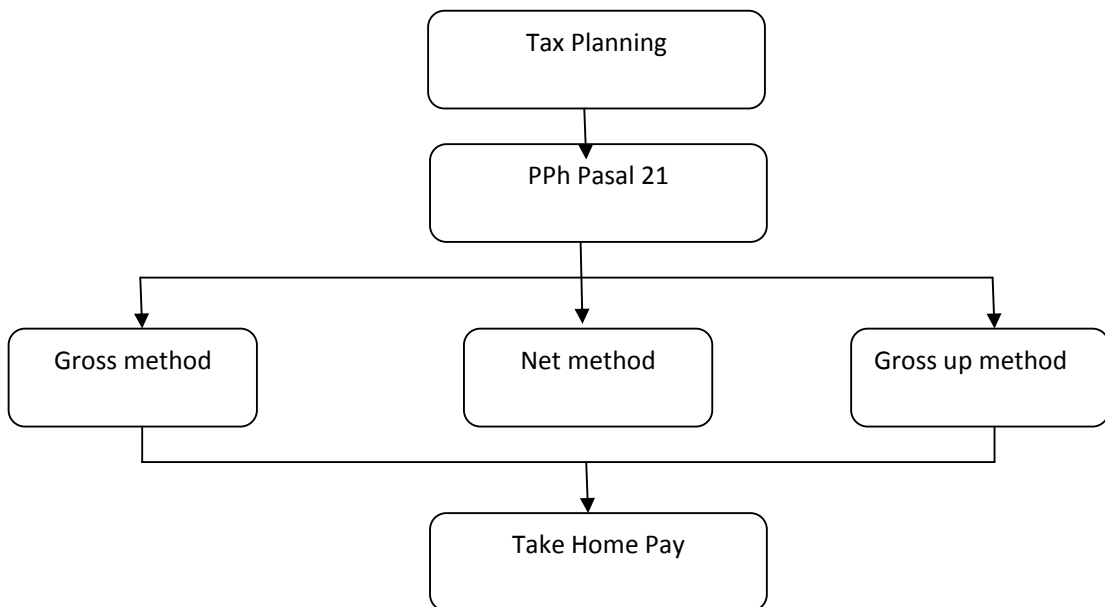 Tax Planning
PPh Pasal 21
Gross method
Net method
Gross up method
Take Home Pay